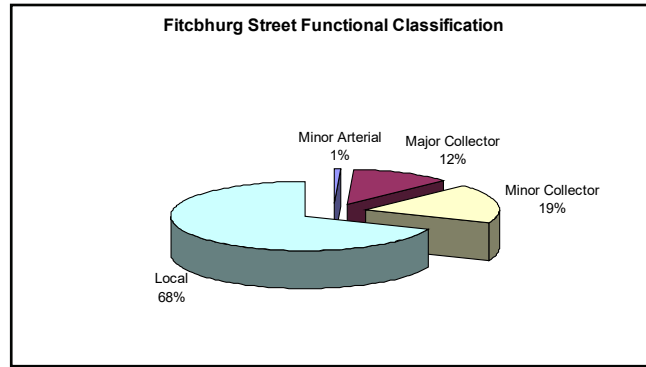 Fitcbhurg Street Functional Classification
Minor Arterial
1%
Major Collector
12%
Minor Collector
19%
Local
68%